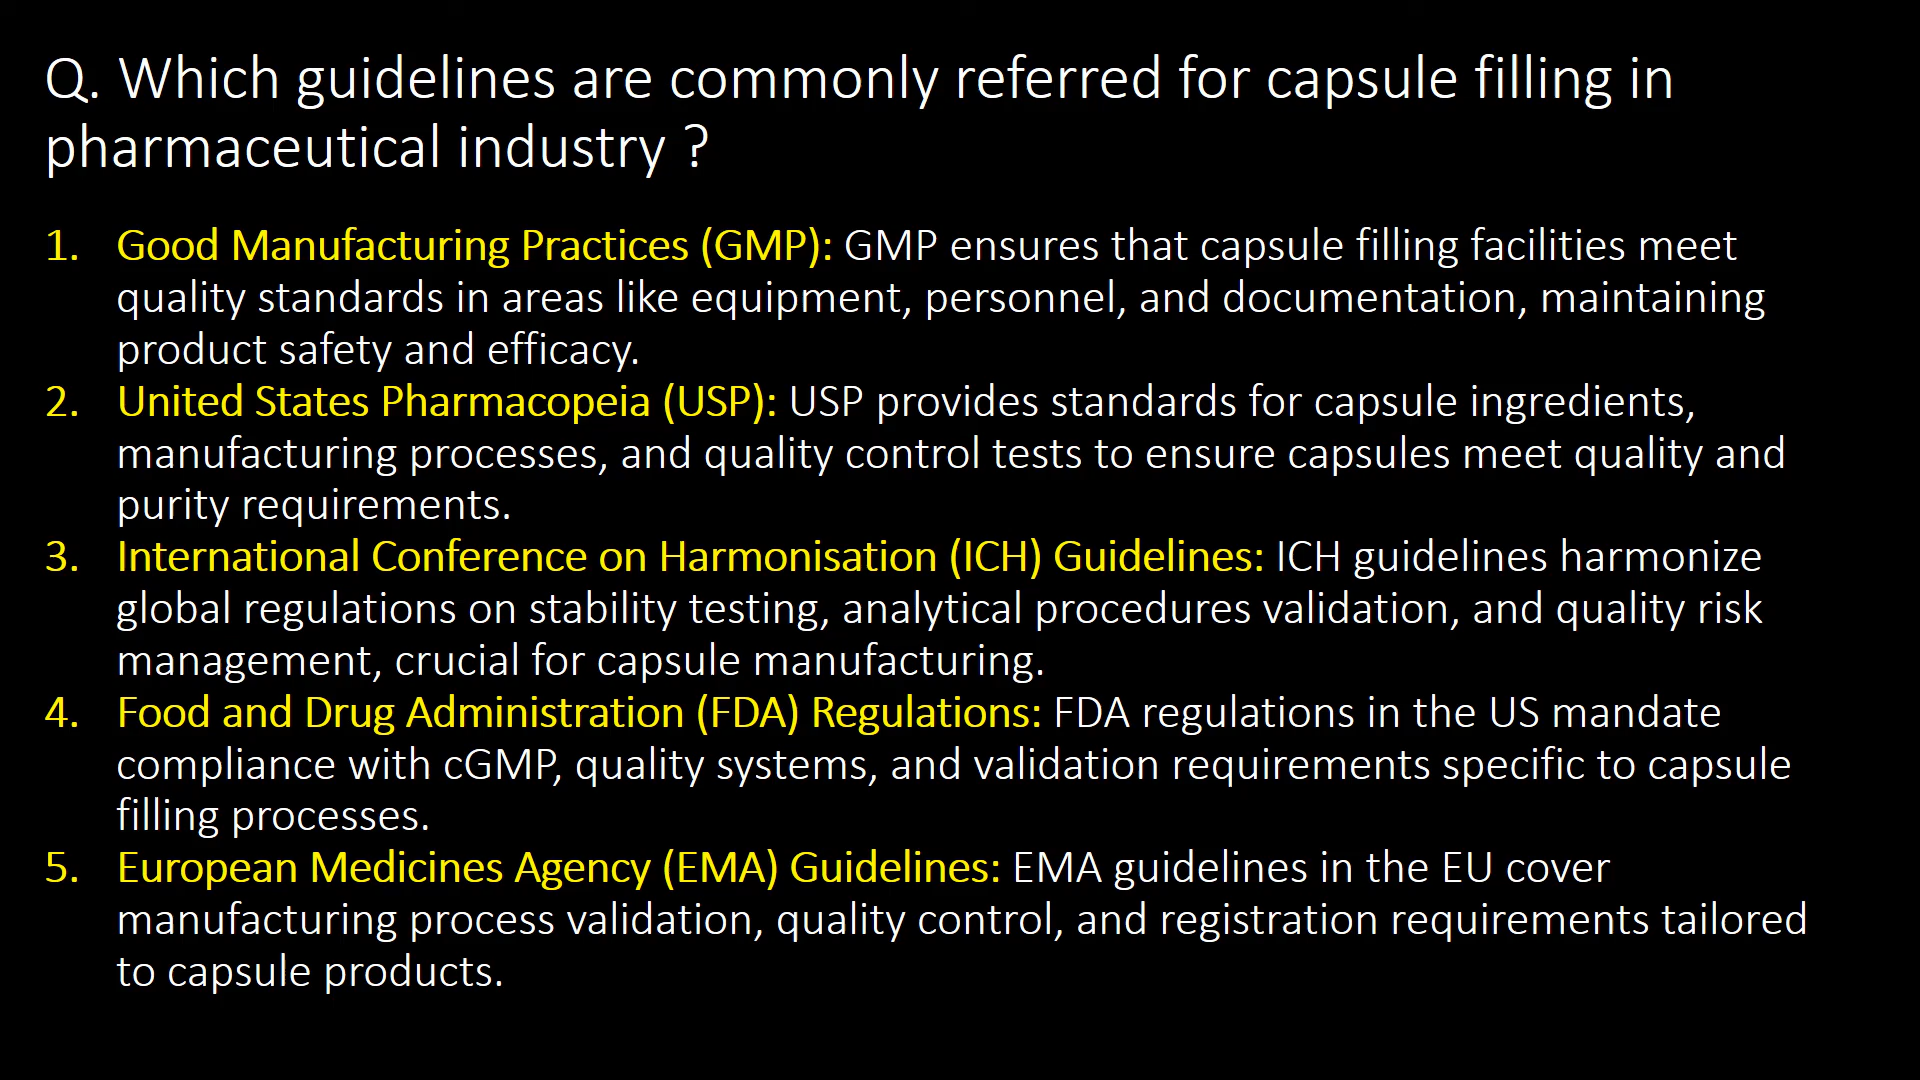 Q. Which guidelines are commonly referred for capsule filling in
pharmaceutical industry ?
1. Good Manufacturing Practices (GMP): GMP ensures that capsule filling facilities meet
quality standards in areas like equipment, personnel, and documentation, maintaining
product safety and efficacy.
2. United States Pharmacopeia (USP): USP provides standards for capsule ingredients,
manufacturing processes, and quality control tests to ensure capsules meet quality and
purity requirements.
3. International Conference on Harmonisation (ICH) Guidelines: ICH guidelines harmonize
global regulations on stability testing, analytical procedures validation, and quality risk
management, crucial for capsule manufacturing.
4. Food and Drug Administration (FDA) Regulations: FDA regulations in the US mandate
compliance with cGMP, quality systems, and validation requirements specific to capsule
filling processes.
5. European Medicines Agency (EMA) Guidelines: EMA guidelines in the EU cover
manufacturing process validation, quality control, and registration requirements tailored
to capsule products.